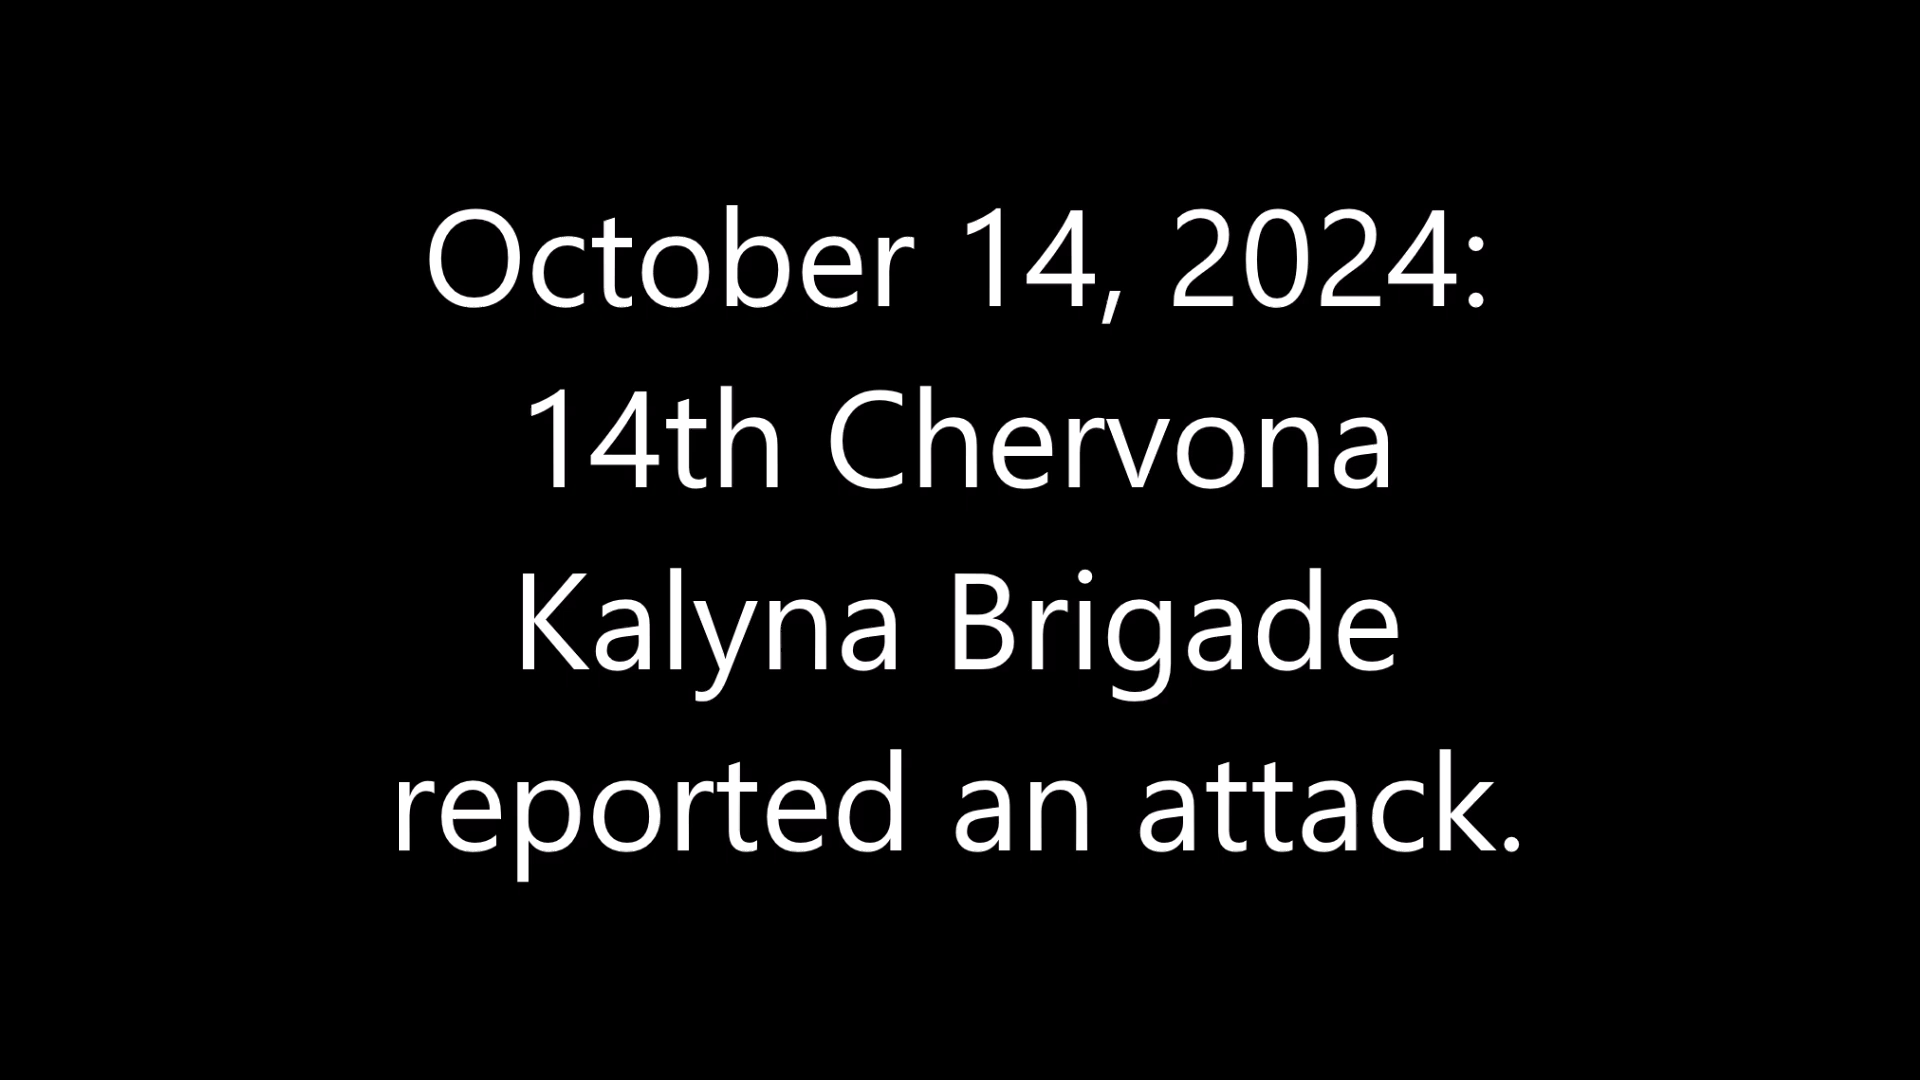 October 14, 2024:
14th Chervona
Kalyna Brigade
reported an attack.